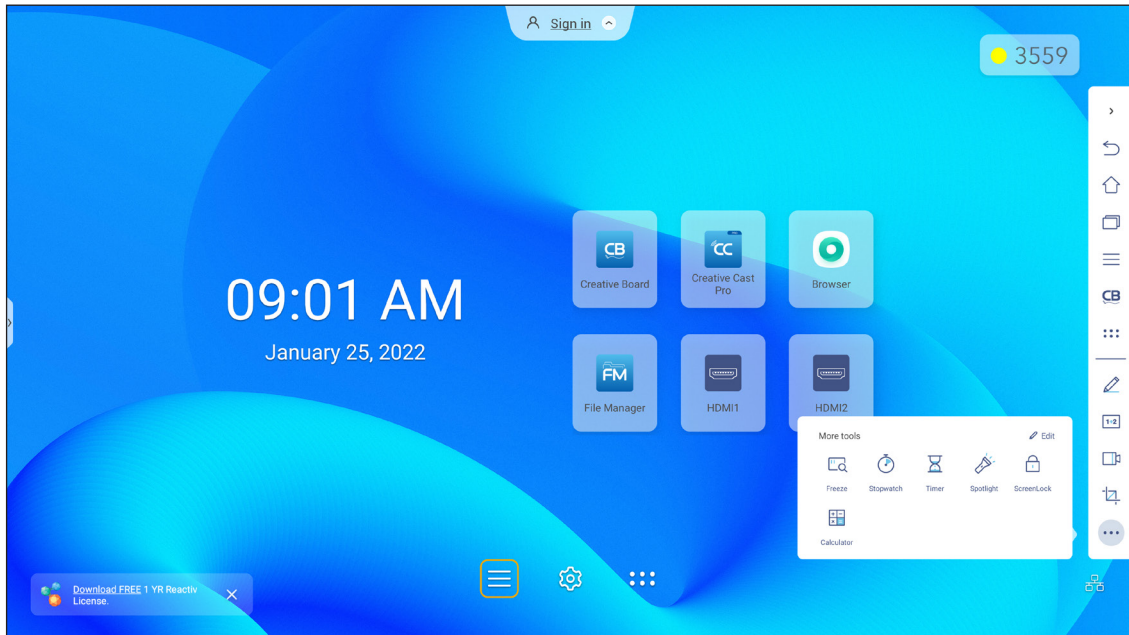 Sign in
3559
CB
Creative Board
CC
Creative Cast
Pro
Browser
09:01 AM
January 25, 2022
FM
File Manager
HDMI1
HDMI2
CB
1÷2
More tools
Edit
Freeze
Stopwatch
Timer
Spotlight
ScreenLock
Calculator
Download FREE 1 YR Reactiv
License.